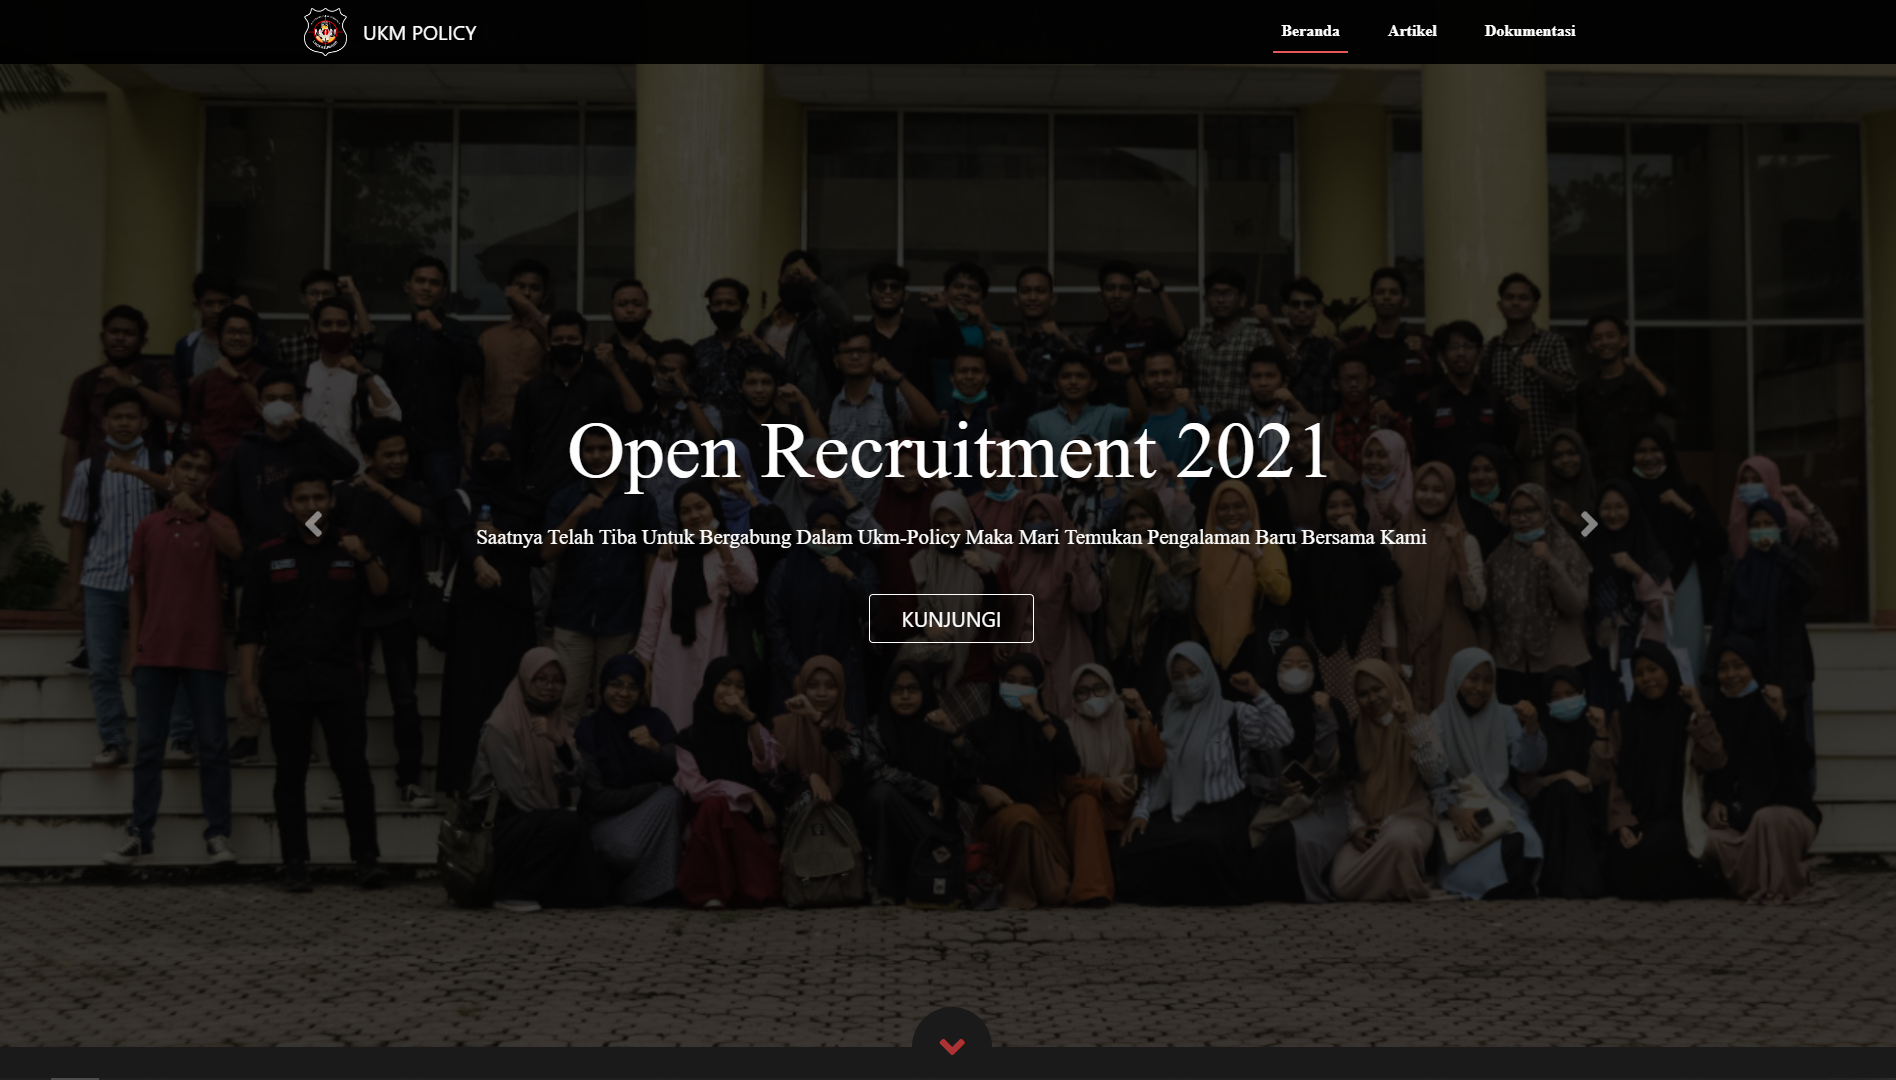 UKM POLICY
Beranda
Artikel
Dokumentasi
Open Recruitment 2021
Saatnya Telah Tiba Untuk Bergabung Dalam Ukm-Policy Maka Mari Temukan Pengalaman Baru Bersama Kami
KUNJUNGI